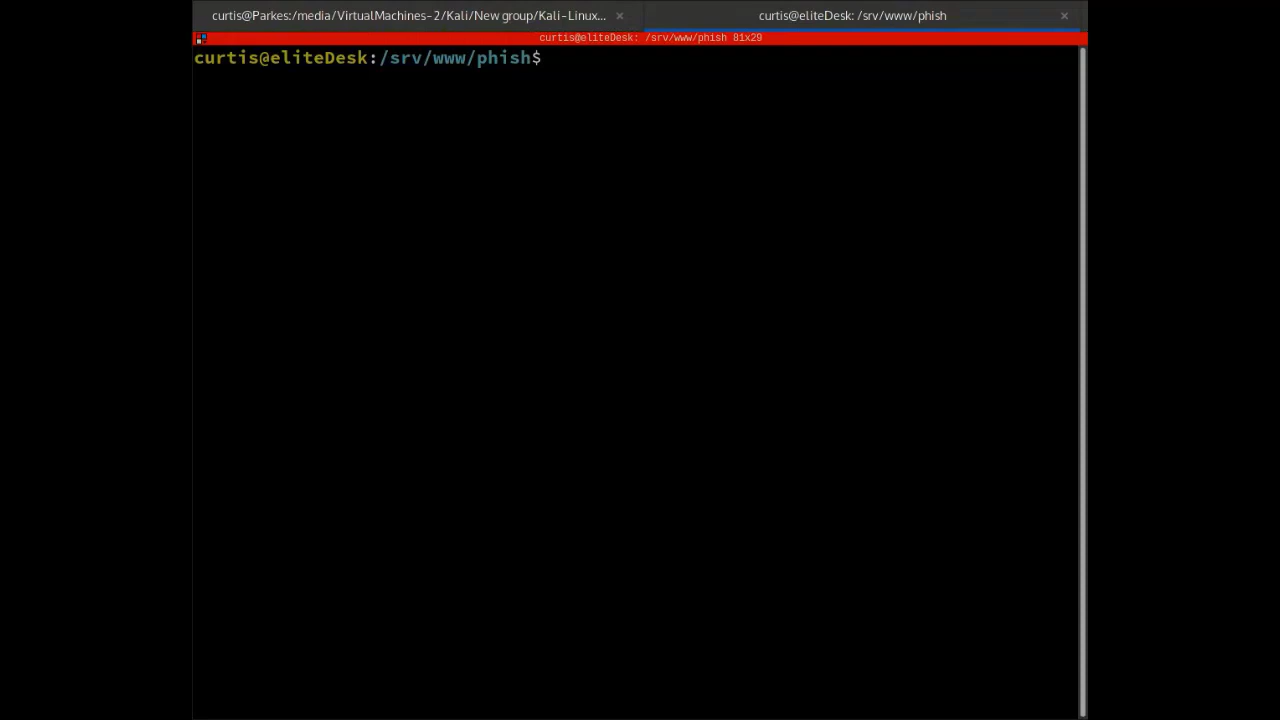 curtis@Parkes:/media/VirtualMachines-2/Kali/New group/Kali-Linux... ×
curtis@eliteDesk: /srv/www/phish ×
curtis@eliteDesk: /srv/www/phish 81x29
curtis@eliteDesk:/srv/www/phish$